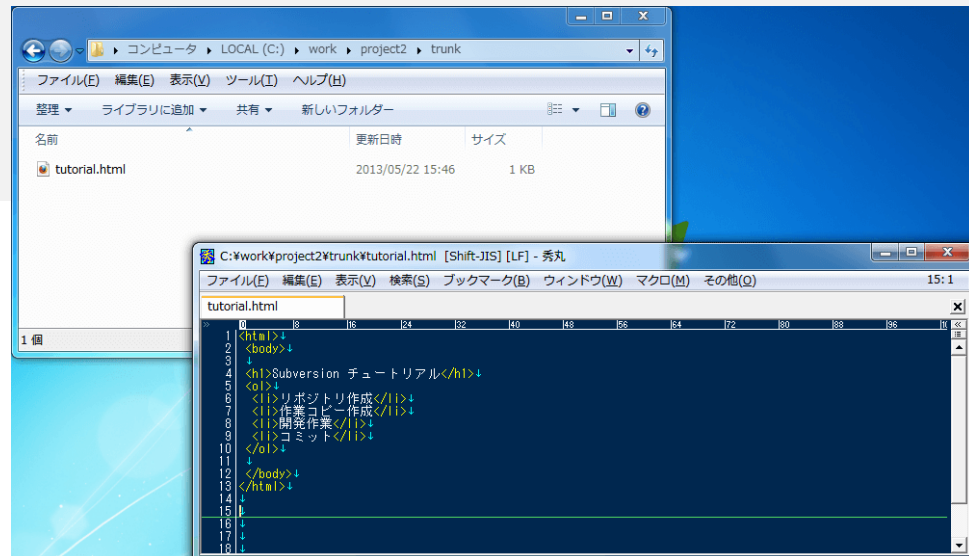 コンピュータ LOCAL (C:) work project2 trunk
ファイル(F) 編集(E) 表示(V) ツール(T) ヘルプ(H)
整理 ライブラリに追加 共有 新しいフォルダー
名前 更新日時 サイズ
tutorial.html 2013/05/22 15:46 1 KB
1 個
秀 C:¥work¥project2¥trunk¥tutorial.html [Shift-JIS] [LF] - 秀丸
ファイル(F) 編集(E) 表示(V) 検索(S) ブックマーク(B) ウィンドウ(W) マクロ(M) その他(O) 15:1
tutorial.html
0 8 16 24 32 40 48 56 64 72 80 88 96
1 <html>↓
2 <body>↓
3 ↓
4 <h1>Subversion チュートリアル</h1>↓
5 <ol>↓
6 <li>リポジトリ作成</li>↓
7 <li>作業コピー作成</li>↓
8 <li>開発作業</li>↓
9 <li>コミット</li>↓
10 </ol>↓
11 ↓
12 </body>↓
13 </html>↓
14 ↓
15 ↓
16 ↓
17 ↓
18 ↓